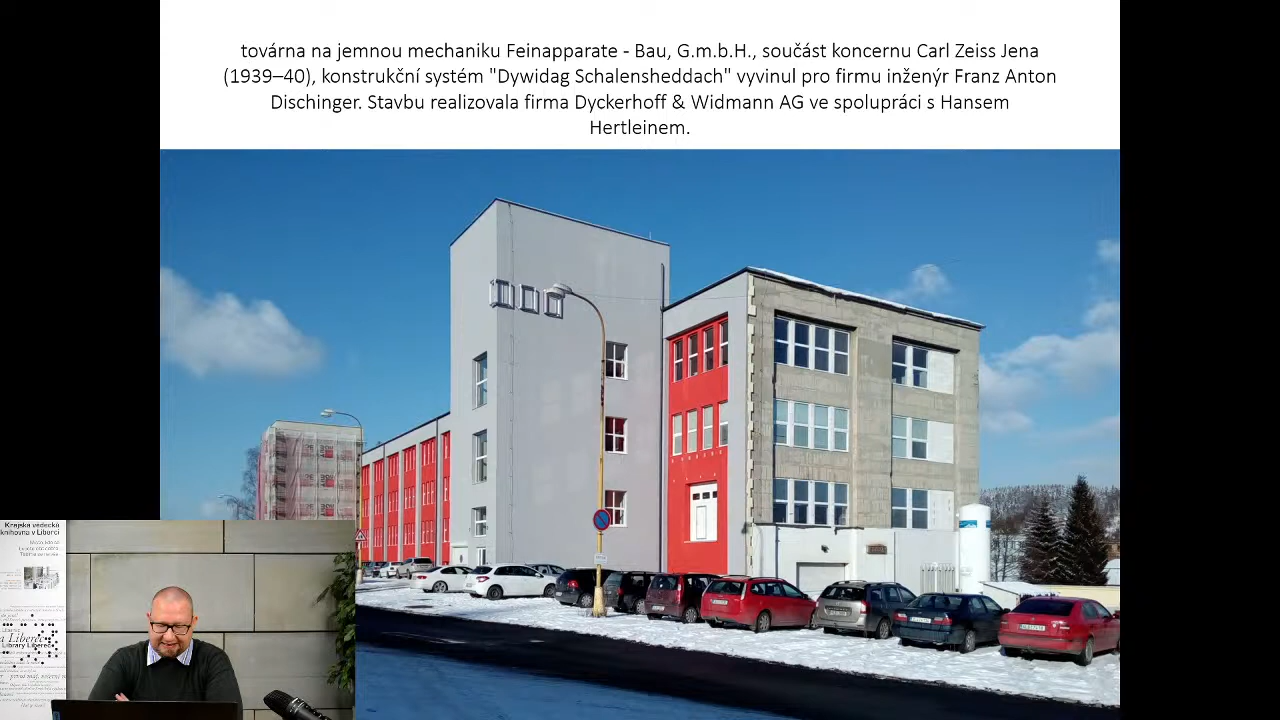 továrna na jemnou mechaniku Feinapparate - Bau, G.m.b.H., součást koncernu Carl Zeiss Jena
(1939–40), konstrukční systém "Dywidag Schalensheddach" vyvinul pro firmu inženýr Franz Anton
Dischinger. Stavbu realizovala firma Dyckerhoff & Widmann AG ve spolupráci s Hansem
Hertleinem.
Krajská vědecká
knihovna v Liberci
Library Liberec